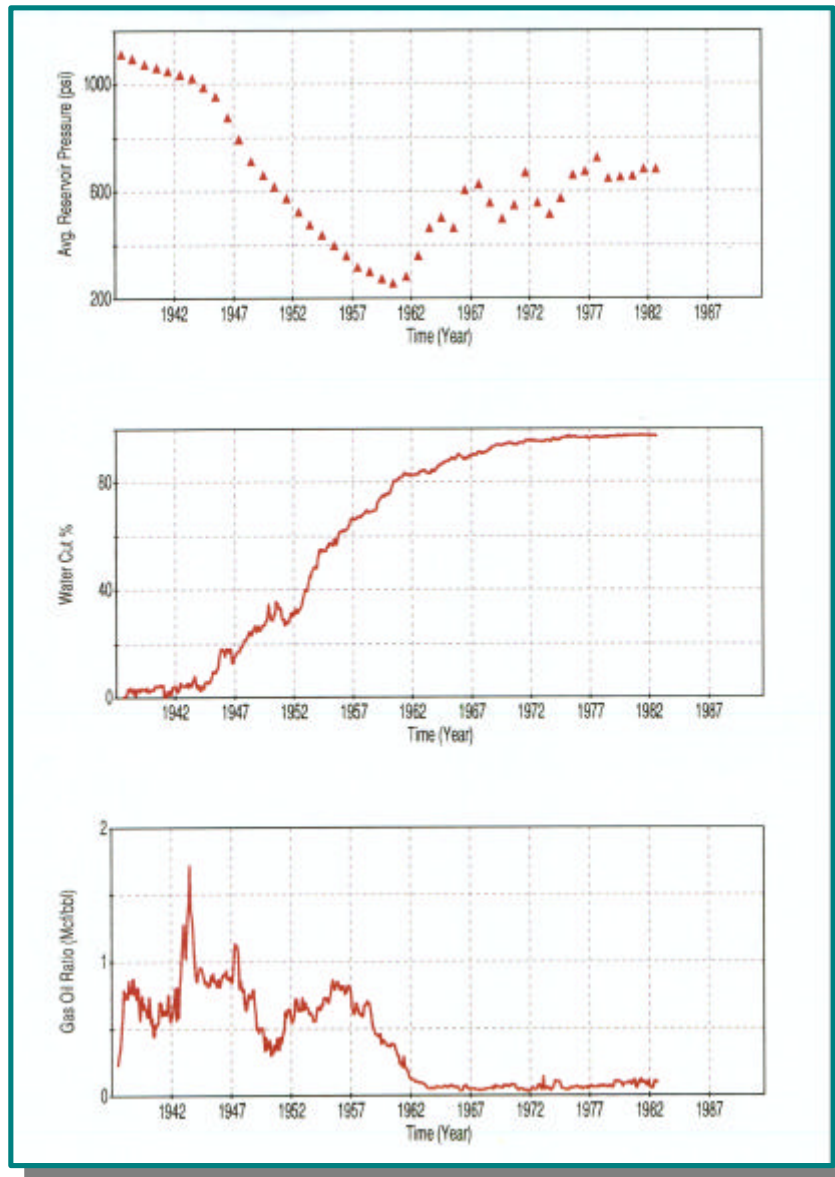 Avg. Reservoir Pressure (psi)
1000
600
200
1942 1947 1952 1957 1962 1967 1972 1977 1982 1987
Time (Year)
Water Cut %
80
40
0
1942 1947 1952 1957 1962 1967 1972 1977 1982 1987
Time (Year)
Gas Oil Ratio (Mcf/bbl)
2
1
0
1942 1947 1952 1957 1962 1967 1972 1977 1982 1987
Time (Year)